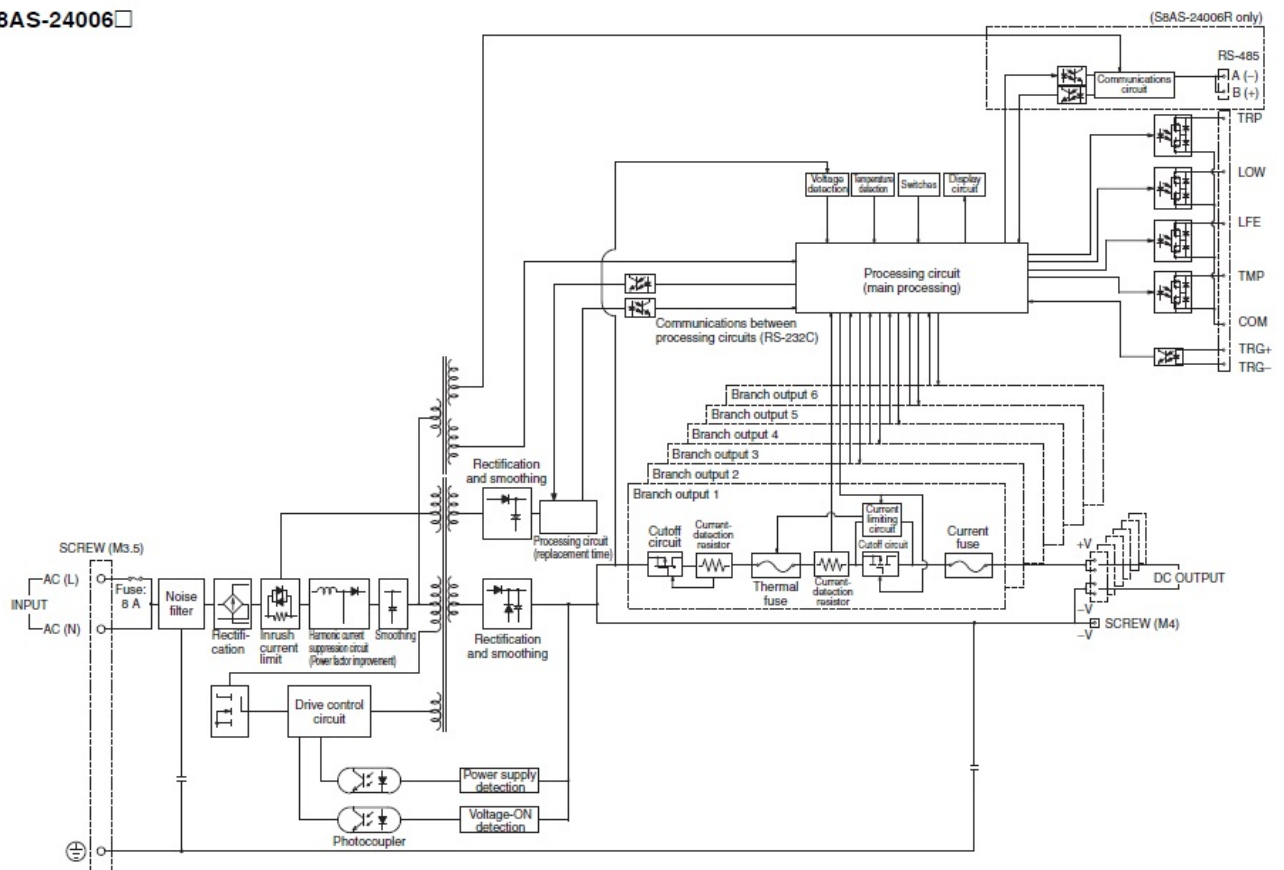 8AS-24006□
(S8AS-24006R only)
RS-485
Communications
circuit
A (–)
B (+)
TRP
LOW
LFE
TMP
COM
TRG+
TRG–
Voltage
detection
Temperature
detection
Switches
Display
circuit
Processing circuit
(main processing)
Communications between
processing circuits (RS-232C)
Branch output 6
Branch output 5
Branch output 4
Branch output 3
Branch output 2
Branch output 1
Rectification
and smoothing
Processing circuit
(replacement time)
Cutoff
circuit
Current-
detection
resistor
Thermal
fuse
Current-
detection
resistor
Current
limiting
circuit
Cutoff circuit
Current
fuse
+V
DC OUTPUT
–V
–V
SCREW (M4)
SCREW (M3.5)
AC (L)
INPUT
AC (N)
Fuse:
8 A
Noise
filter
Rectifi-
cation
Inrush
current
limit
Harmonic current
suppression circuit
(Power factor improvement)
Smoothing
Rectification
and smoothing
Drive control
circuit
Power supply
detection
Voltage-ON
detection
Photocoupler